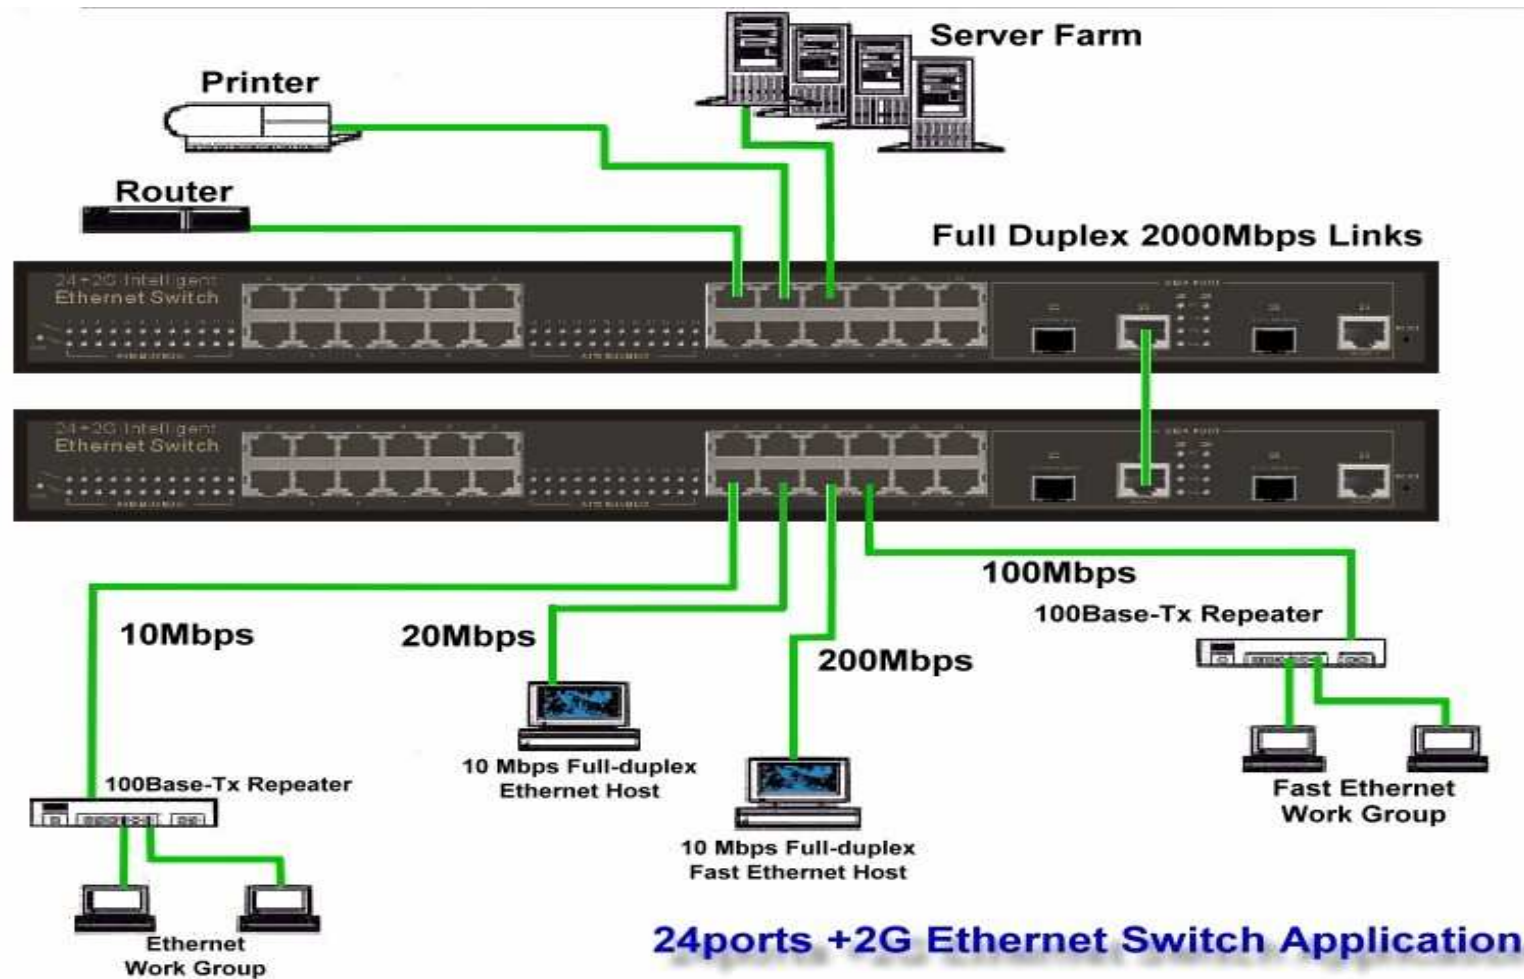 Server Farm
Printer
Router
Full Duplex 2000Mbps Links
24+2G Intelligent
Ethernet Switch
24+2G Intelligent
Ethernet Switch
100Mbps
100Base-Tx Repeater
10Mbps
20Mbps
200Mbps
10 Mbps Full-duplex
Ethernet Host
100Base-Tx Repeater
Fast Ethernet
Work Group
10 Mbps Full-duplex
Fast Ethernet Host
Ethernet
Work Group
24ports +2G Ethernet Switch Application